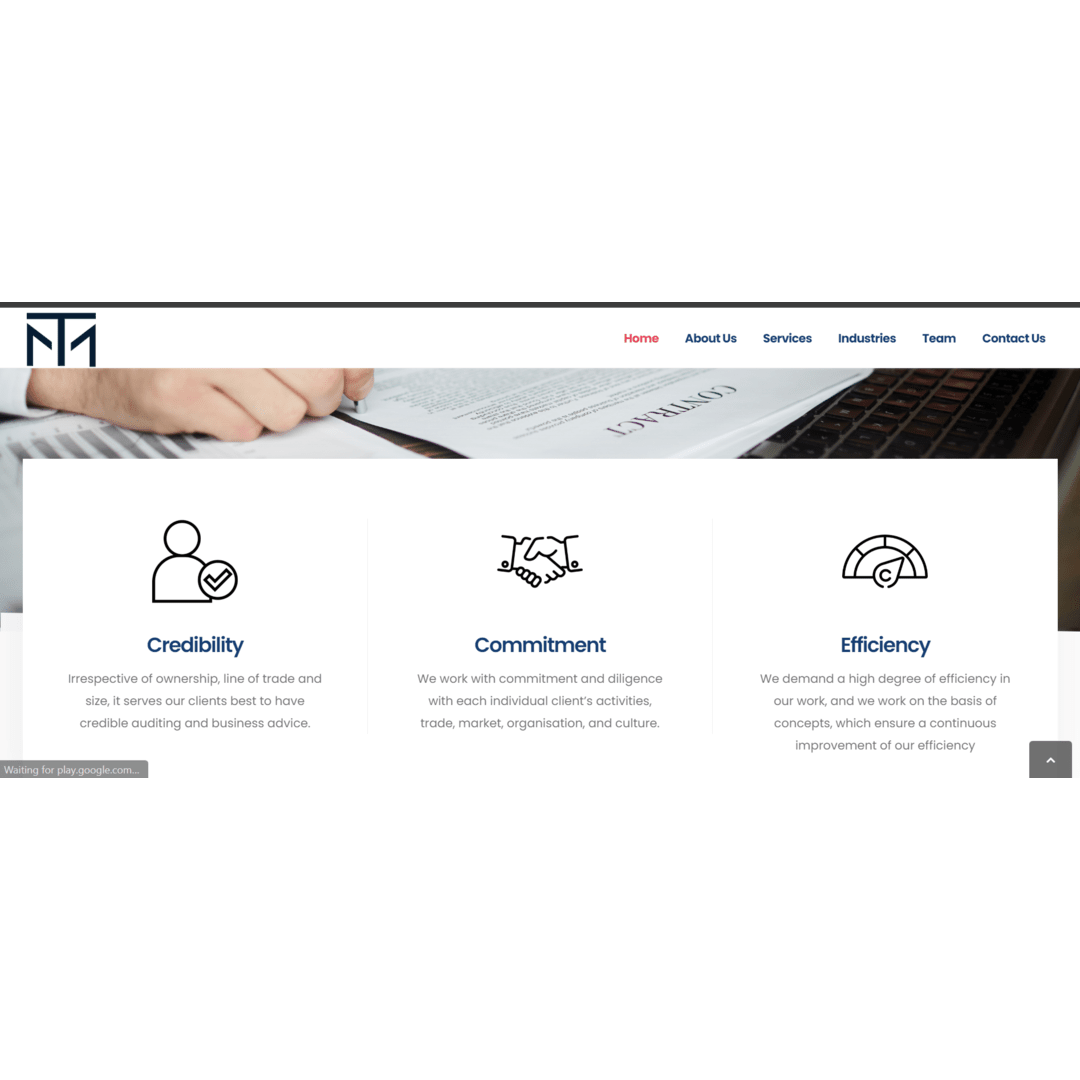 TM
Home About Us Services Industries Team Contact Us
CONTRACT
Credibility
Irrespective of ownership, line of trade and
size, it serves our clients best to have
credible auditing and business advice.
Commitment
We work with commitment and diligence
with each individual client’s activities,
trade, market, organisation, and culture.
C
Efficiency
We demand a high degree of efficiency in
our work, and we work on the basis of
concepts, which ensure a continuous
improvement of our efficiency
Waiting for play.google.com...